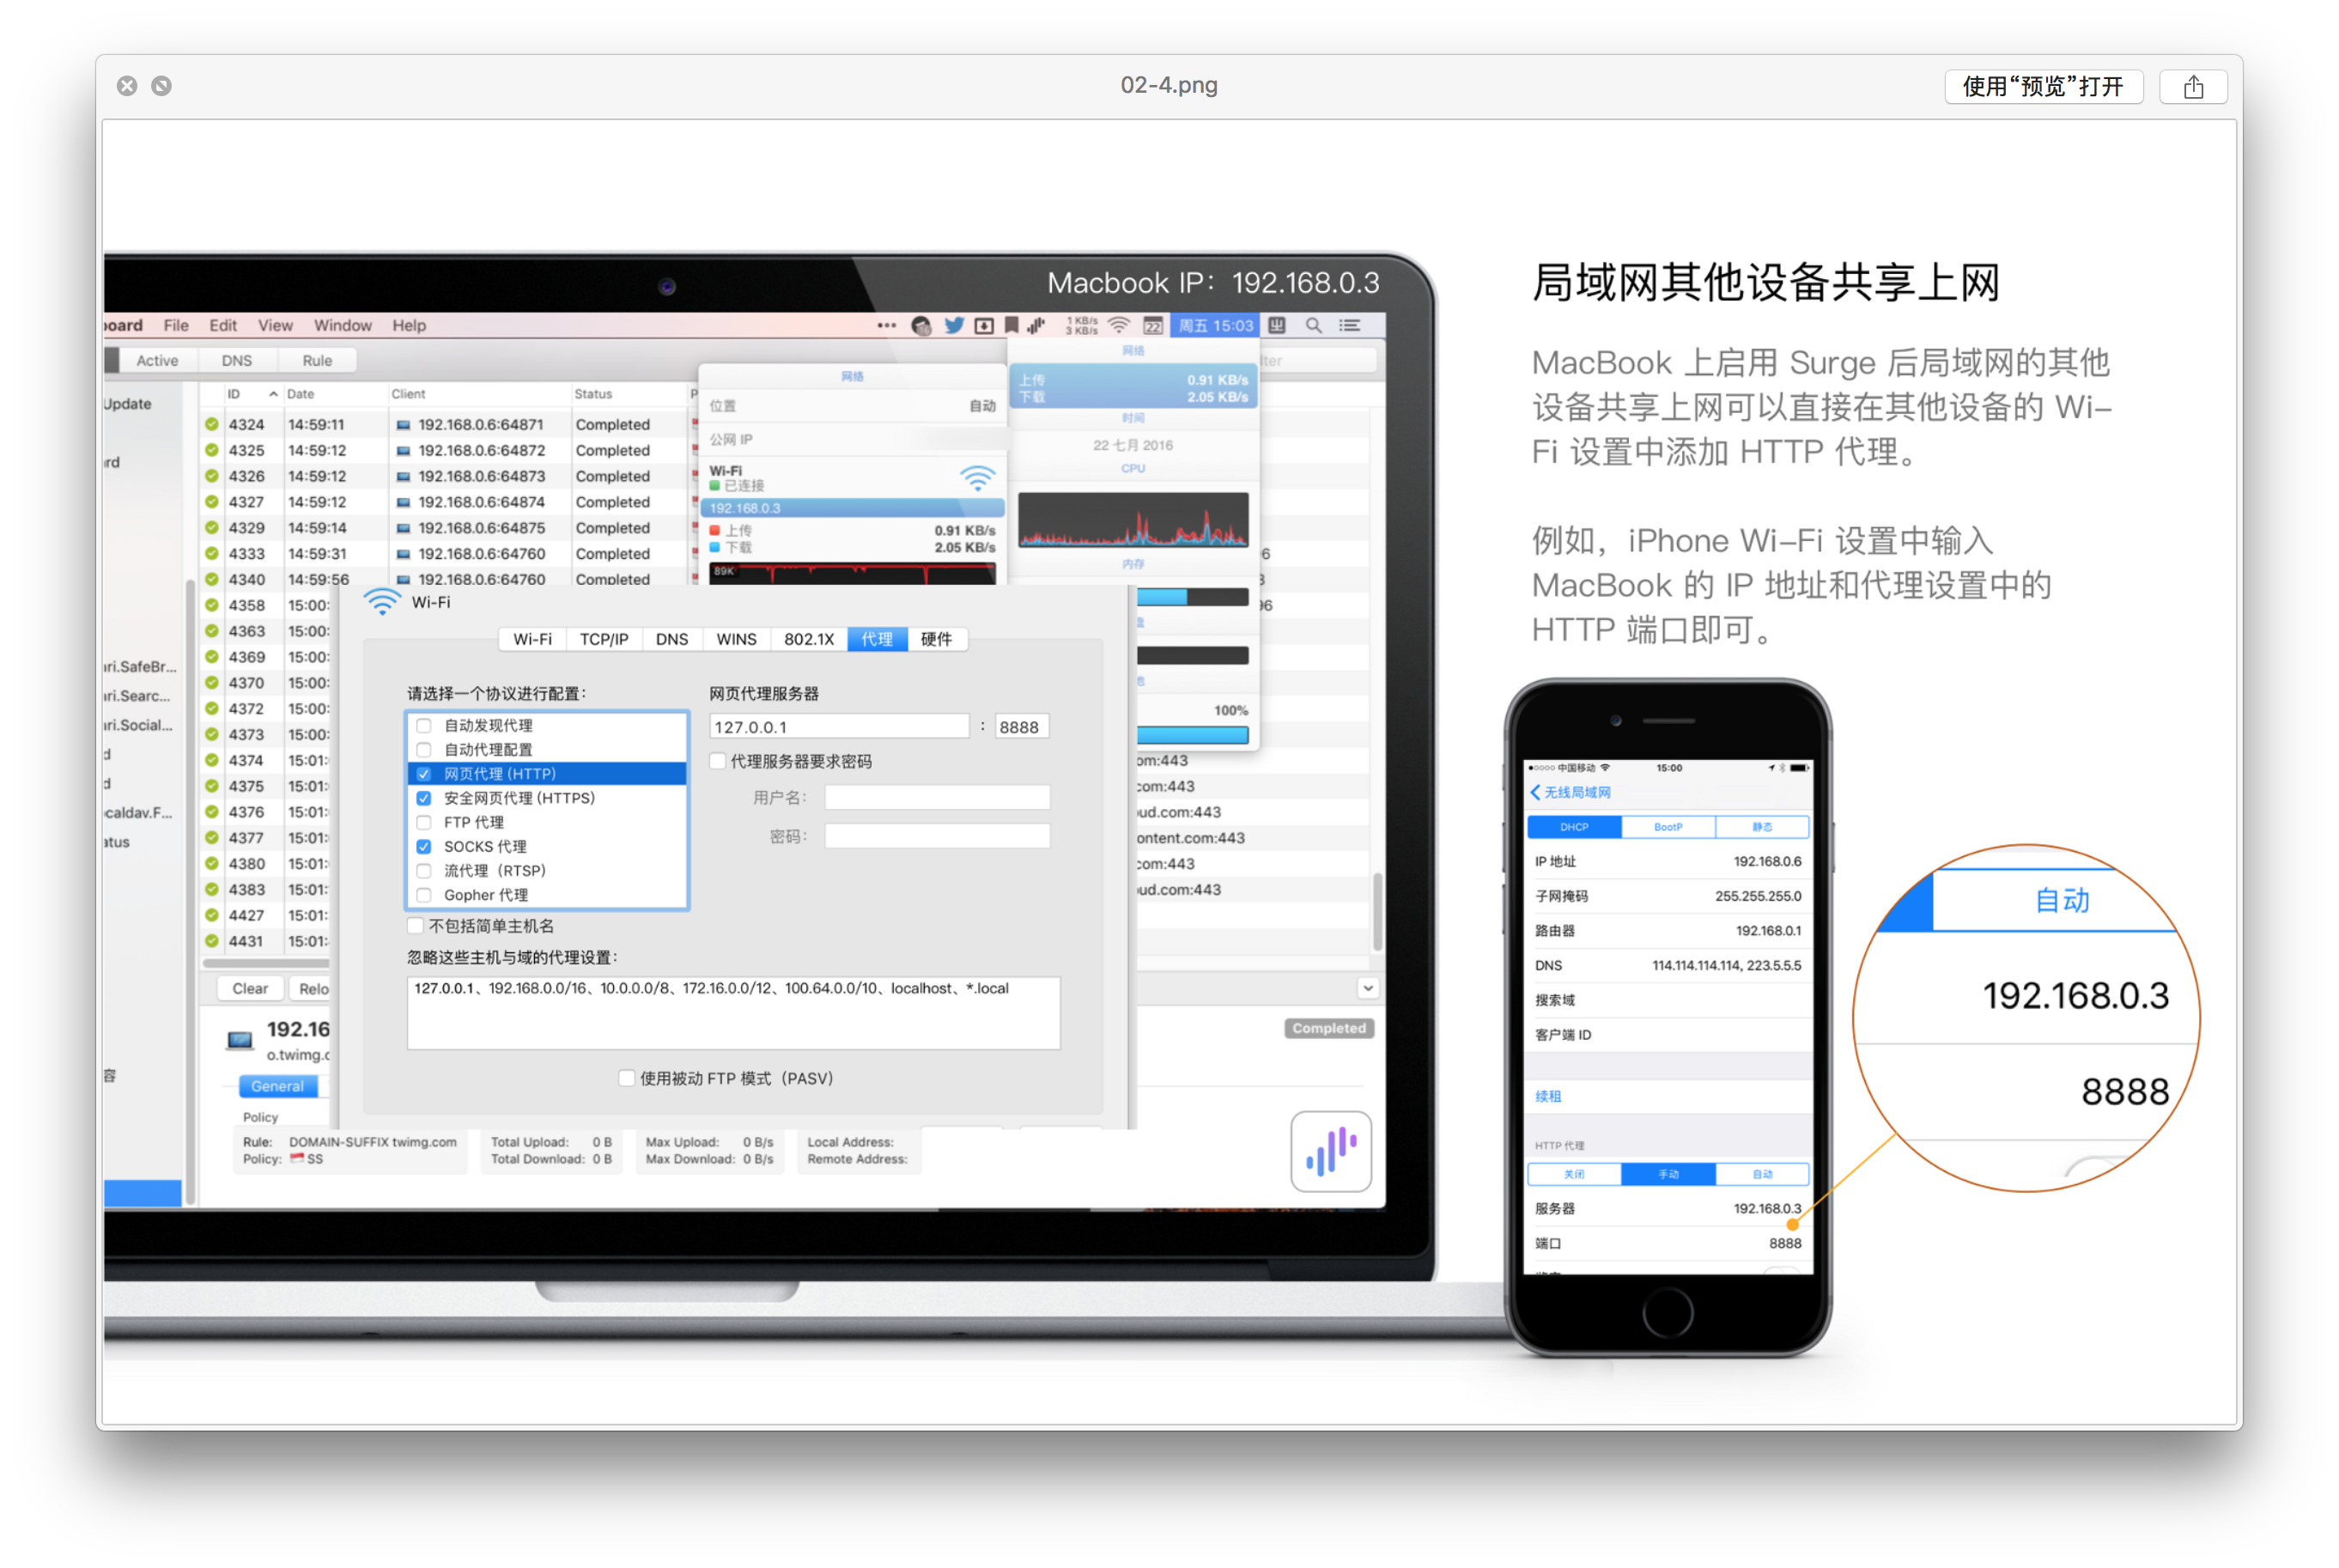 02-4.png
使用“预览”打开
Macbook IP：192.168.0.3
board File Edit View Window Help
1 KB/s
3 KB/s
22
周五 15:03
Active DNS Rule
lter
Update
rd
ri.SafeBr...
ri.Searc...
ri.Social...
d
d
caldav.F...
atus
容
ID Date Client Status P
4324 14:59:11 192.168.0.6:64871 Completed
4325 14:59:12 192.168.0.6:64872 Completed
4326 14:59:12 192.168.0.6:64873 Completed
4327 14:59:12 192.168.0.6:64874 Completed
4329 14:59:14 192.168.0.6:64875 Completed
4333 14:59:31 192.168.0.6:64760 Completed
4340 14:59:56 192.168.0.6:64760 Completed
4358 15:00:
4363 15:00:
4369 15:00:
4370 15:00:
4372 15:00:
4373 15:00:
4374 15:01:
4375 15:01:
4376 15:01:
4377 15:01:
4380 15:01:
4383 15:01:
4427 15:01:
4431 15:01:
网络
位置 自动
公网 IP
Wi-Fi
已连接
192.168.0.3
上传 0.91 KB/s
下载 2.05 KB/s
89K
网络
上传 0.91 KB/s
下载 2.05 KB/s
时间
22 七月 2016
CPU
内存
100%
om:443
com:443
ud.com:443
ontent.com:443
com:443
ud.com:443
Wi-Fi
Wi-Fi TCP/IP DNS WINS 802.1X 代理 硬件
请选择一个协议进行配置：
自动发现代理
自动代理配置
网页代理 (HTTP)
安全网页代理 (HTTPS)
FTP 代理
SOCKS 代理
流代理（RTSP）
Gopher 代理
网页代理服务器
127.0.0.1 : 8888
代理服务器要求密码
用户名：
密码：
不包括简单主机名
忽略这些主机与域的代理设置：
127.0.0.1、192.168.0.0/16、10.0.0.0/8、172.16.0.0/12、100.64.0.0/10、localhost、*.local
使用被动 FTP 模式（PASV）
Clear Relo
192.16
o.twimg.c
Completed
General
Policy
Rule: DOMAIN-SUFFIX twimg.com
Policy: SS
Total Upload: 0 B
Total Download: 0 B
Max Upload: 0 B/s
Max Download: 0 B/s
Local Address:
Remote Address:
局域网其他设备共享上网
MacBook 上启用 Surge 后局域网的其他
设备共享上网可以直接在其他设备的 Wi-
Fi 设置中添加 HTTP 代理。
例如，iPhone Wi-Fi 设置中输入
MacBook 的 IP 地址和代理设置中的
HTTP 端口即可。
中国移动 15:00
无线局域网
DHCP BootP 静态
IP 地址 192.168.0.6
子网掩码 255.255.255.0
路由器 192.168.0.1
DNS 114.114.114.114, 223.5.5.5
搜索域
客户端 ID
续租
HTTP 代理
关闭 手动 自动
服务器 192.168.0.3
端口 8888
自动
192.168.0.3
8888